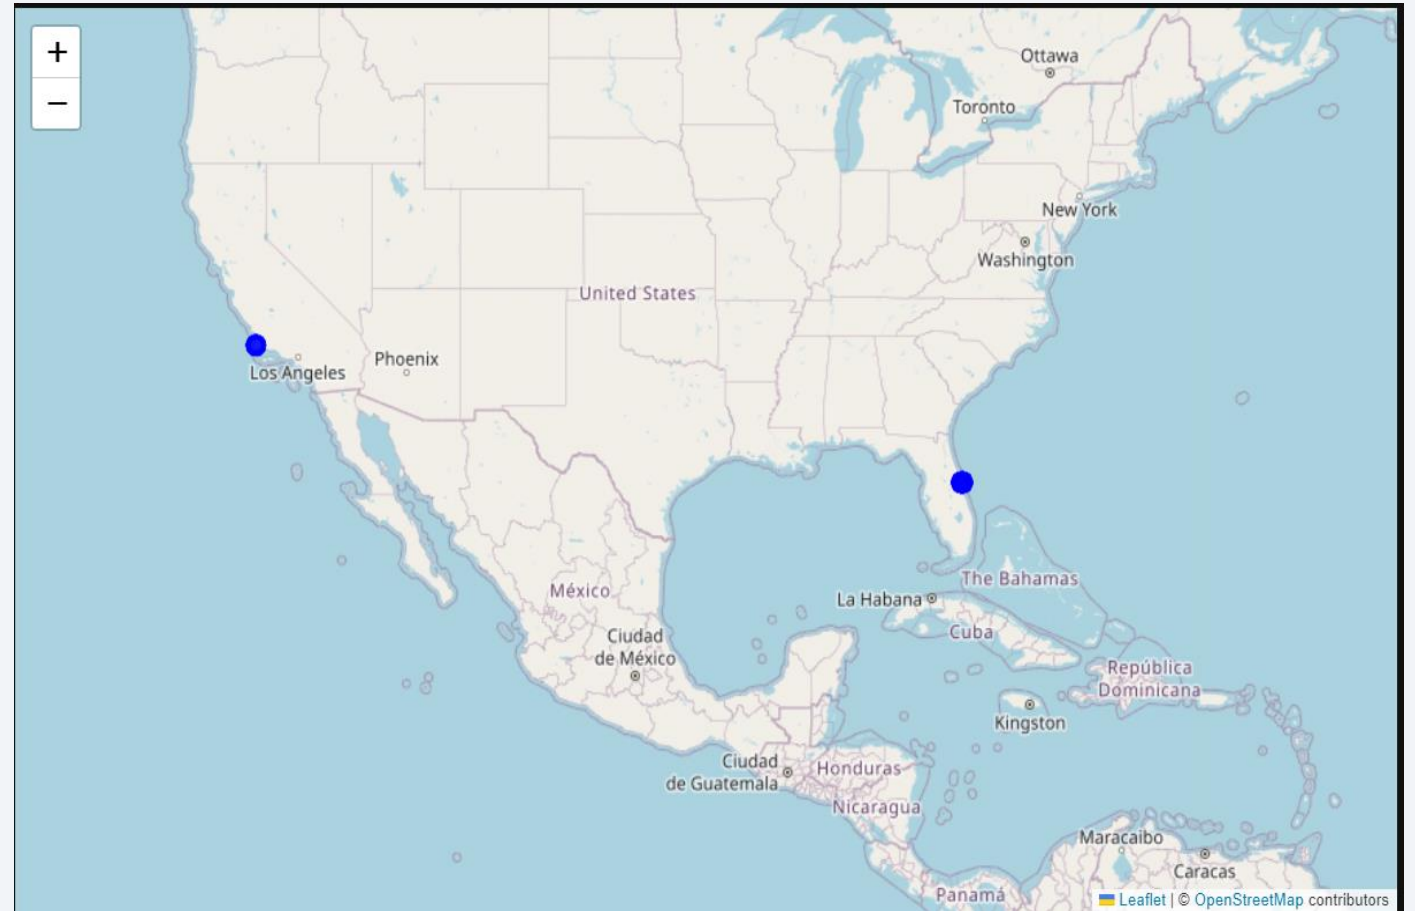 +
−
Ottawa
Toronto
New York
Washington
United States
Phoenix
Los Angeles
The Bahamas
La Habana
México
Cuba
Ciudad
de México
República
Dominicana
Kingston
Ciudad
de Guatemala
Honduras
Nicaragua
Maracaibo
Caracas
Panamá
Leaflet | © OpenStreetMap contributors